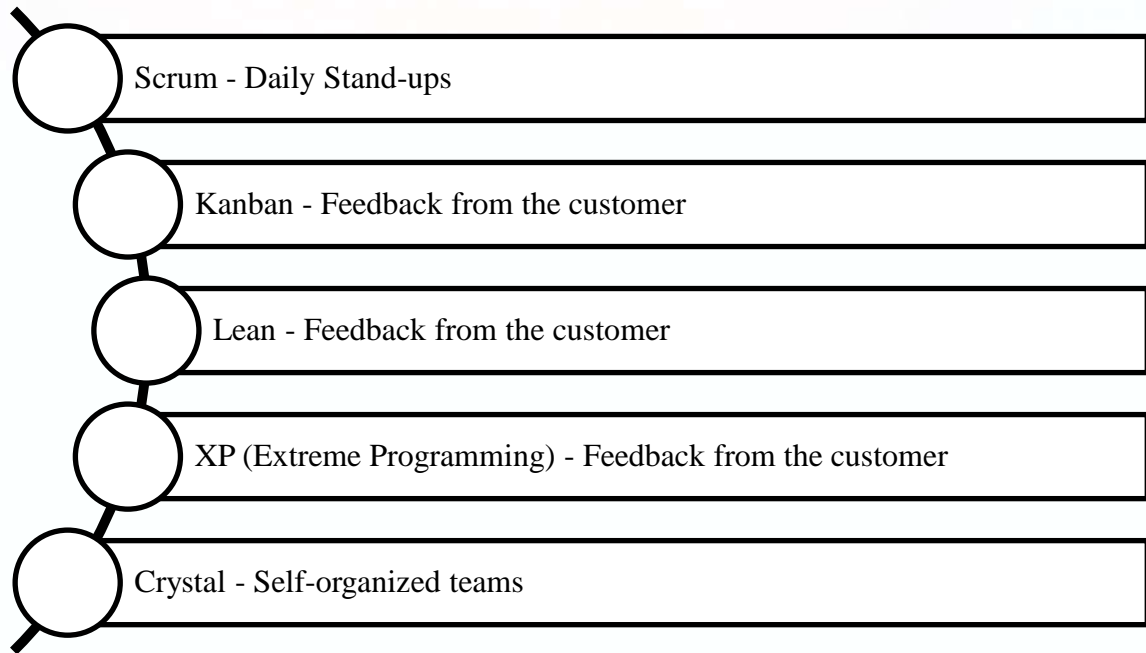 Scrum - Daily Stand-ups
Kanban - Feedback from the customer
Lean - Feedback from the customer
XP (Extreme Programming) - Feedback from the customer
Crystal - Self-organized teams